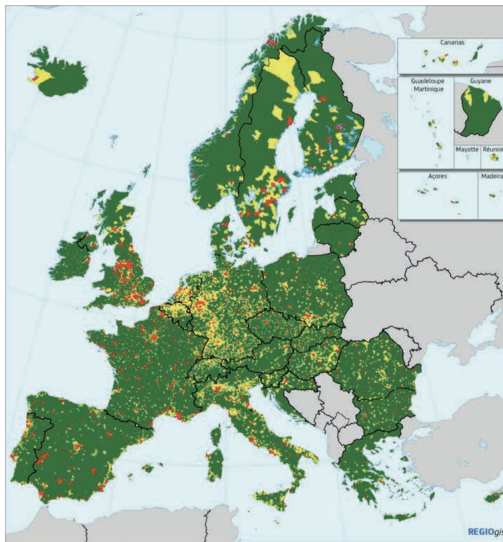 Canarias
Guadeloupe
Martinique
Guyane
Mayotte
Réunion
Açores
Madeira
REGIOgis